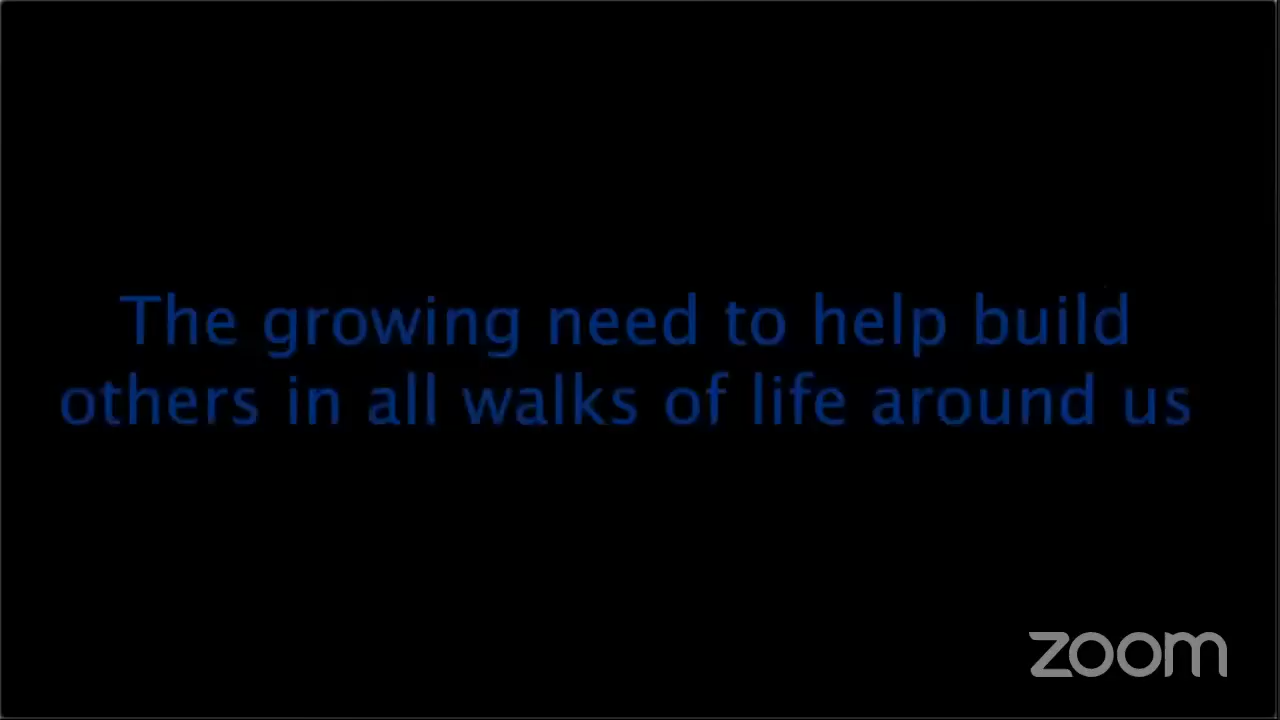 The growing need to help build
others in all walks of life around us
zoom